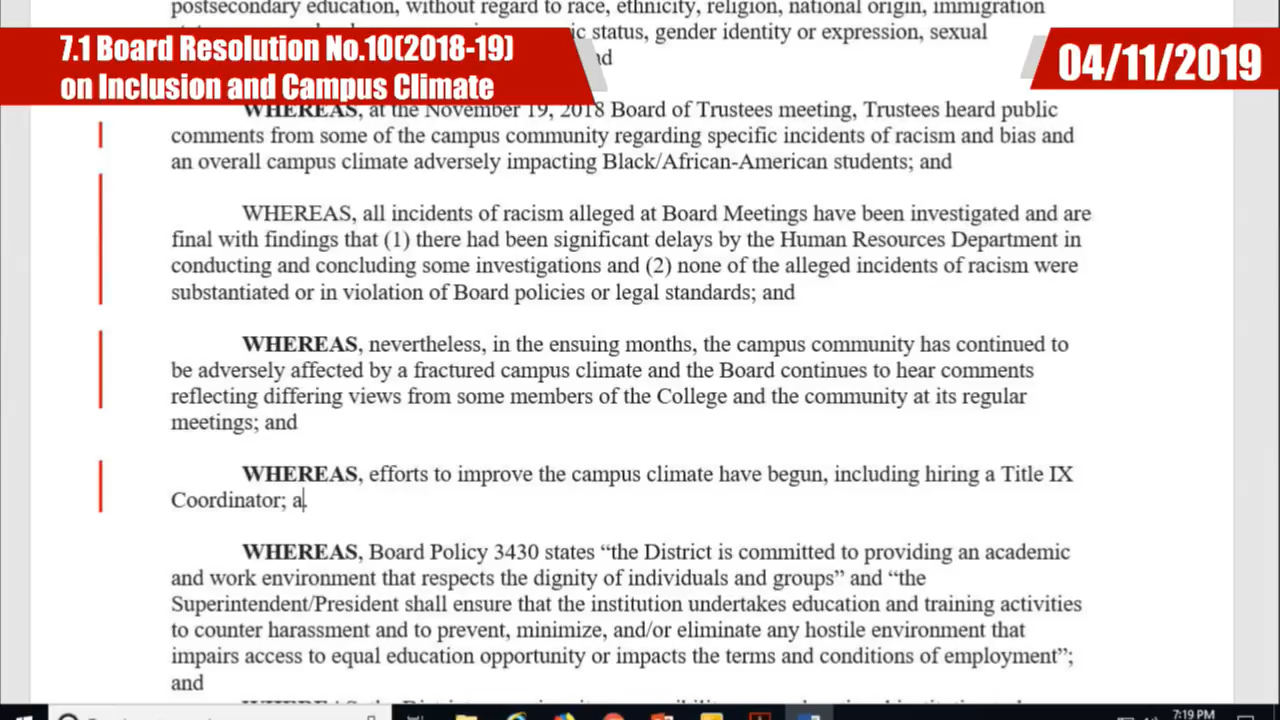 postsecondary education, without regard to race, ethnicity, religion, national origin, immigration
status, gender identity or expression, sexual
7.1 Board Resolution No.10(2018-19)
on Inclusion and Campus Climate
04/11/2019
WHEREAS, at the November 19, 2018 Board of Trustees meeting, Trustees heard public
comments from some of the campus community regarding specific incidents of racism and bias and
an overall campus climate adversely impacting Black/African-American students; and
WHEREAS, all incidents of racism alleged at Board Meetings have been investigated and are
final with findings that (1) there had been significant delays by the Human Resources Department in
conducting and concluding some investigations and (2) none of the alleged incidents of racism were
substantiated or in violation of Board policies or legal standards; and
WHEREAS, nevertheless, in the ensuing months, the campus community has continued to
be adversely affected by a fractured campus climate and the Board continues to hear comments
reflecting differing views from some members of the College and the community at its regular
meetings; and
WHEREAS, efforts to improve the campus climate have begun, including hiring a Title IX
Coordinator; a.
WHEREAS, Board Policy 3430 states “the District is committed to providing an academic
and work environment that respects the dignity of individuals and groups” and “the
Superintendent/President shall ensure that the institution undertakes education and training activities
to counter harassment and to prevent, minimize, and/or eliminate any hostile environment that
impairs access to equal education opportunity or impacts the terms and conditions of employment”;
and
7:19 PM